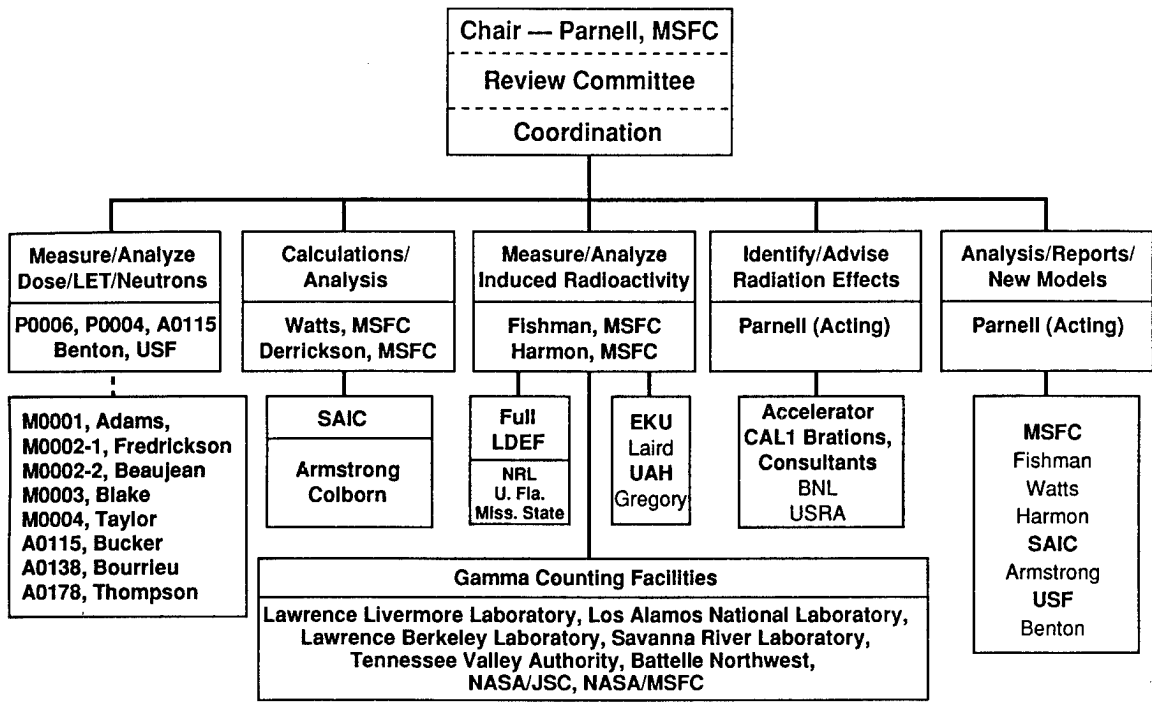 Chair — Parnell, MSFC
Review Committee
Coordination
Measure/Analyze
Dose/LET/Neutrons
P0006, P0004, A0115
Benton, USF
M0001, Adams,
M0002-1, Fredrickson
M0002-2, Beaujean
M0003, Blake
M0004, Taylor
A0115, Bucker
A0138, Bourrieu
A0178, Thompson
Calculations/
Analysis
Watts, MSFC
Derrickson, MSFC
SAIC
Armstrong
Colborn
Measure/Analyze
Induced Radioactivity
Fishman, MSFC
Harmon, MSFC
Full
LDEF
NRL
U. Fla.
Miss. State
EKU
Laird
UAH
Gregory
Gamma Counting Facilities
Lawrence Livermore Laboratory, Los Alamos National Laboratory,
Lawrence Berkeley Laboratory, Savanna River Laboratory,
Tennessee Valley Authority, Battelle Northwest,
NASA/JSC, NASA/MSFC
Identify/Advise
Radiation Effects
Parnell (Acting)
Accelerator
CAL1 Brations,
Consultants
BNL
USRA
Analysis/Reports/
New Models
Parnell (Acting)
MSFC
Fishman
Watts
Harmon
SAIC
Armstrong
USF
Benton